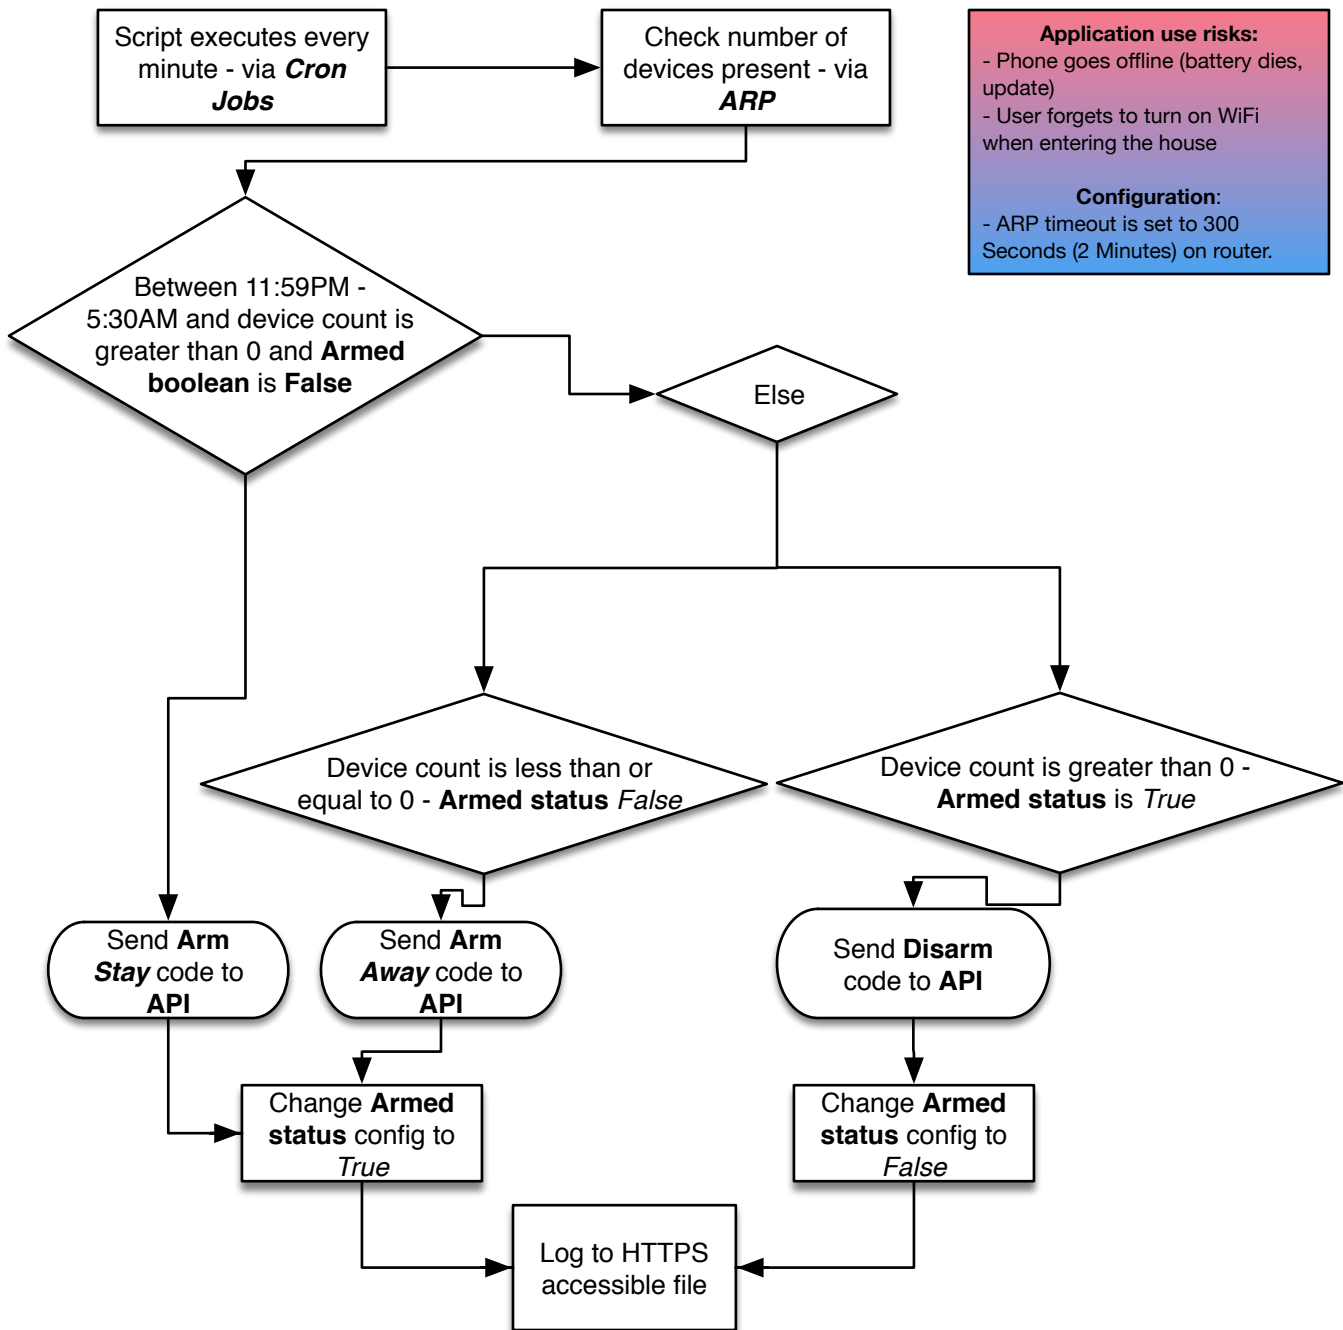 Script executes every
minute - via Cron
Jobs
Check number of
devices present - via
ARP
Application use risks:
- Phone goes offline (battery dies,
update)
- User forgets to turn on WiFi
when entering the house
Configuration:
- ARP timeout is set to 300
Seconds (2 Minutes) on router.
Between 11:59PM -
5:30AM and device count is
greater than 0 and Armed
boolean is False
Else
Device count is less than or
equal to 0 - Armed status False
Device count is greater than 0 -
Armed status is True
Send Arm
Stay code to
API
Send Arm
Away code to
API
Send Disarm
code to API
Change Armed
status config to
True
Change Armed
status config to
False
Log to HTTPS
accessible file